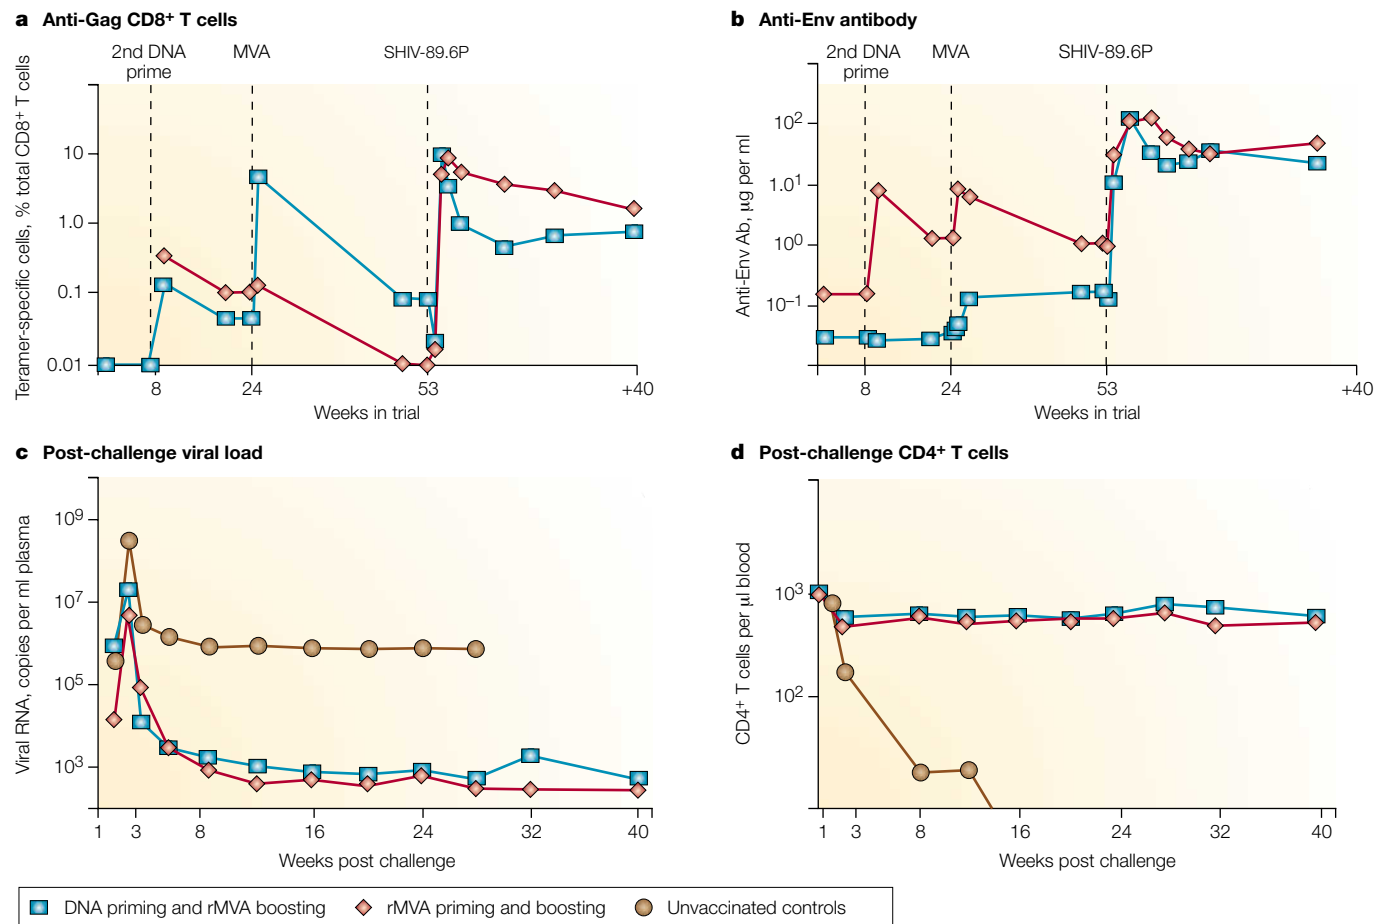 a Anti-Gag CD8+ T cells
2nd DNA
prime
MVA
SHIV-89.6P
Teramer-specific cells, % total CD8+ T cells
10
1.0
0.1
0.01
8
24
53
+40
Weeks in trial
b Anti-Env antibody
2nd DNA
prime
MVA
SHIV-89.6P
Anti-Env Ab, µg per ml
10²
1,01
10⁰
10⁻¹
8
24
53
+40
Weeks in trial
c Post-challenge viral load
Viral RNA, copies per ml plasma
10⁹
10⁷
10⁵
10³
1 3 8 16 24 32 40
Weeks post challenge
d Post-challenge CD4+ T cells
CD4+ T cells per µl blood
10³
10²
1 3 8 16 24 32 40
Weeks post challenge
DNA priming and rMVA boosting
rMVA priming and boosting
Unvaccinated controls